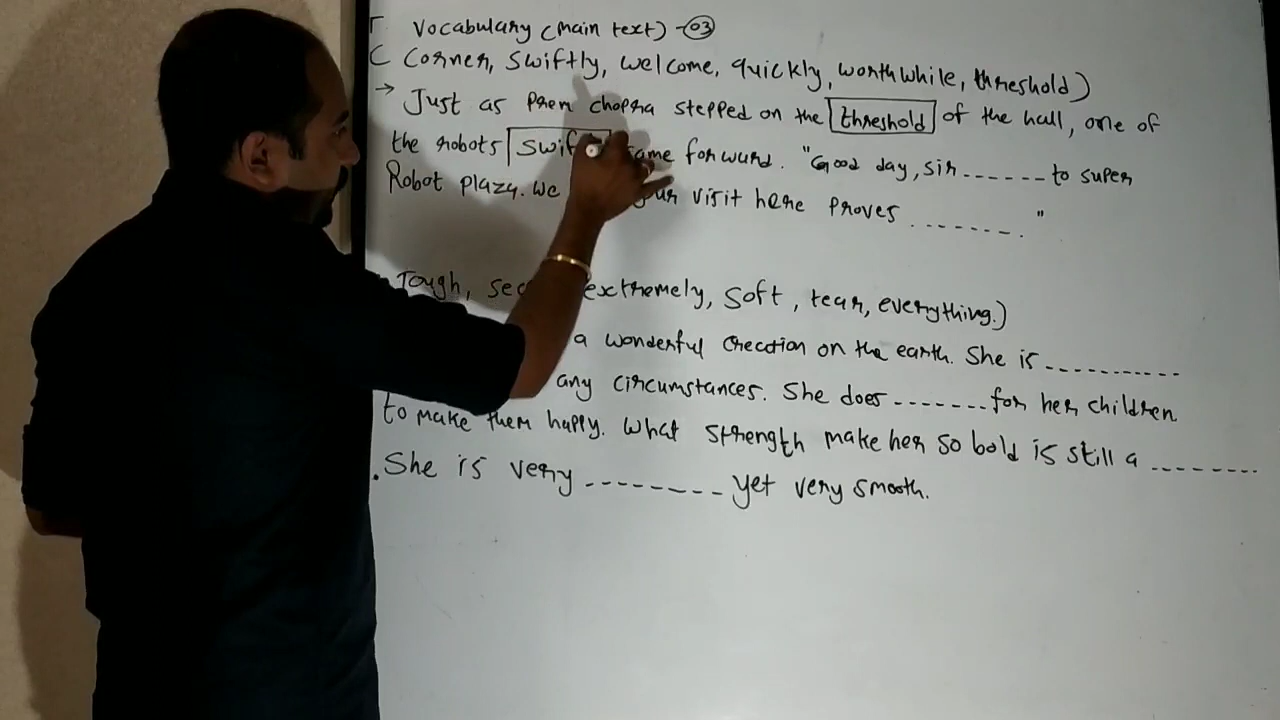 Vocabulary (Main text) - 03
( Corner, swiftly, welcome, quickly, worthwhile, threshold)
→ Just as Prem chopra stepped on the threshold of the hall, one of
the robots came forward. "Good day, sir ------ to super
Robot plaza. We visit here proves -------. "
Tough, extremely, soft, tear, everything.)
a wonderful creation on the earth. She is -----------
any circumstances. She does ------- for her children
to make them happy. What strength make her so bold is still a --------
. She is very -------- yet very smooth.